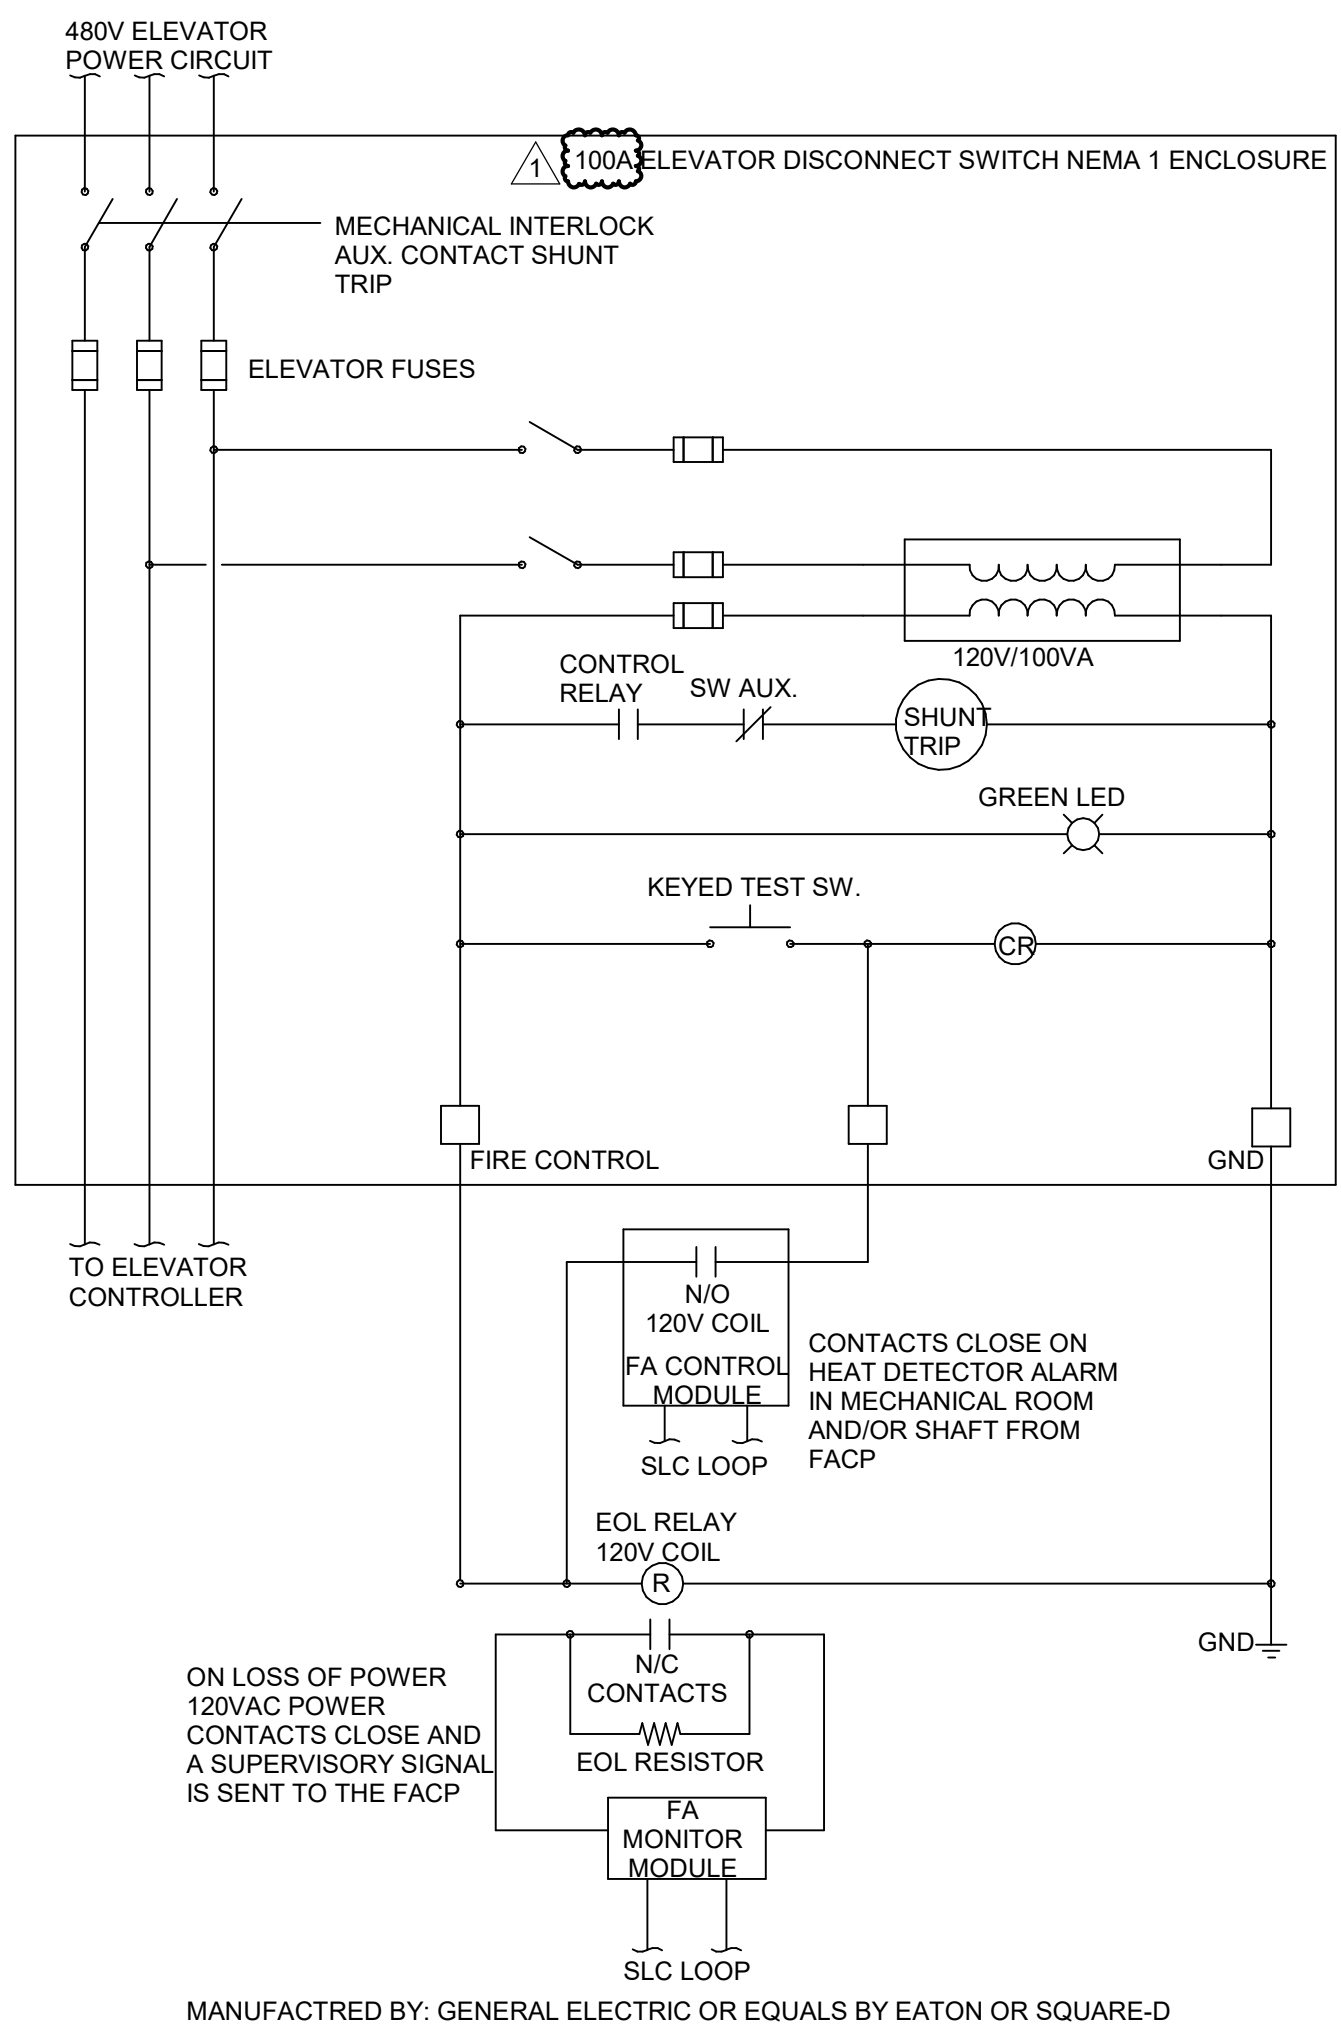 480V ELEVATOR
POWER CIRCUIT
1
100A ELEVATOR DISCONNECT SWITCH NEMA 1 ENCLOSURE
MECHANICAL INTERLOCK
AUX. CONTACT SHUNT
TRIP
ELEVATOR FUSES
120V/100VA
CONTROL
RELAY
SW AUX.
SHUNT
TRIP
GREEN LED
KEYED TEST SW.
CR
FIRE CONTROL
GND
TO ELEVATOR
CONTROLLER
N/O
120V COIL
FA CONTROL
MODULE
SLC LOOP
CONTACTS CLOSE ON
HEAT DETECTOR ALARM
IN MECHANICAL ROOM
AND/OR SHAFT FROM
FACP
EOL RELAY
120V COIL
R
GND
N/C
CONTACTS
EOL RESISTOR
ON LOSS OF POWER
120VAC POWER
CONTACTS CLOSE AND
A SUPERVISORY SIGNAL
IS SENT TO THE FACP
FA
MONITOR
MODULE
SLC LOOP
MANUFACTRED BY: GENERAL ELECTRIC OR EQUALS BY EATON OR SQUARE-D